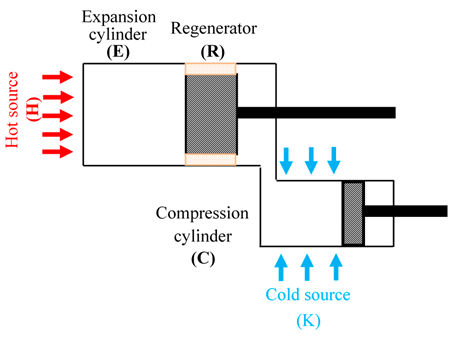 Expansion
cylinder
(E)
Regenerator
(R)
Hot source
(H)
Compression
cylinder
(C)
Cold source
(K)